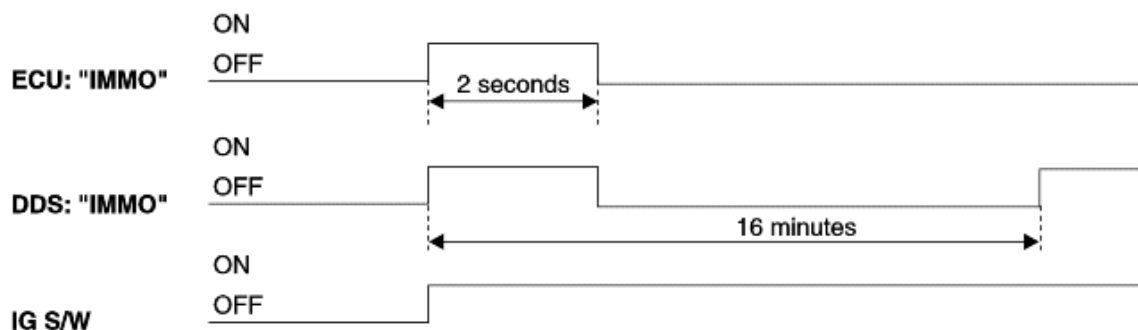 ON
ECU: "IMMO" OFF
2 seconds
ON
DDS: "IMMO" OFF
16 minutes
ON
IG S/W OFF